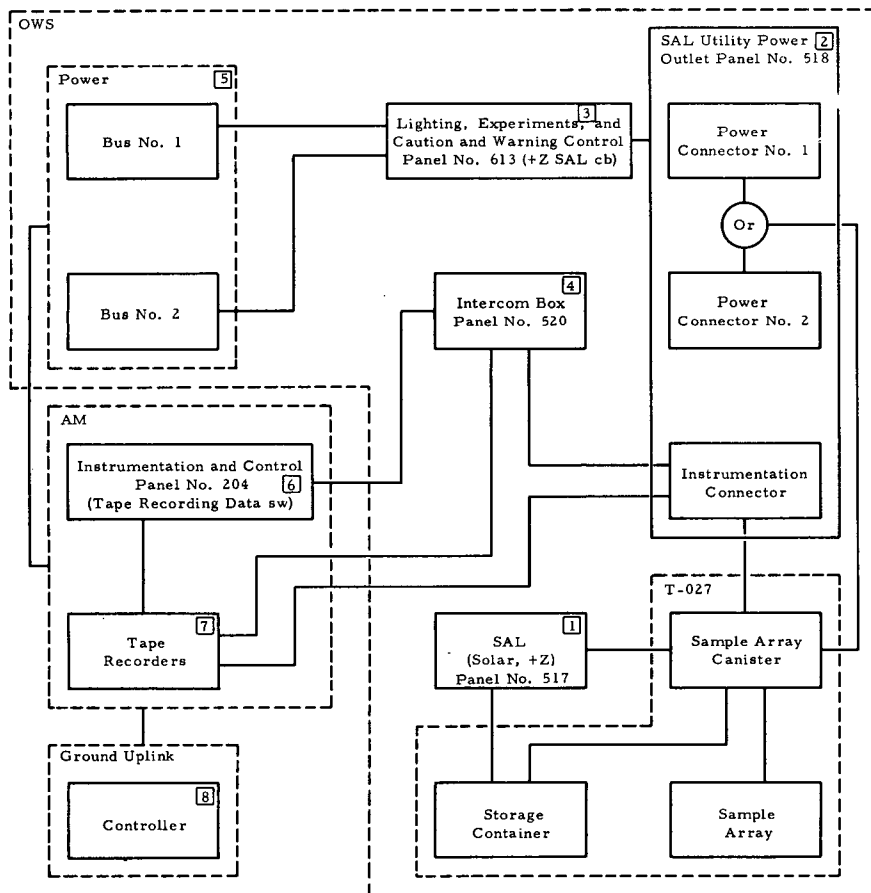 OWS
Power 5
Bus No. 1
Bus No. 2
3
Lighting, Experiments, and
Caution and Warning Control
Panel No. 613 (+Z SAL cb)
SAL Utility Power 2
Outlet Panel No. 518
Power
Connector No. 1
Or
Power
Connector No. 2
4
Intercom Box
Panel No. 520
AM
Instrumentation and Control
Panel No. 204 6
(Tape Recording Data sw)
Instrumentation
Connector
7
Tape
Recorders
1
SAL
(Solar, +Z)
Panel No. 517
T-027
Sample Array
Canister
Ground Uplink
8
Controller
Storage
Container
Sample
Array